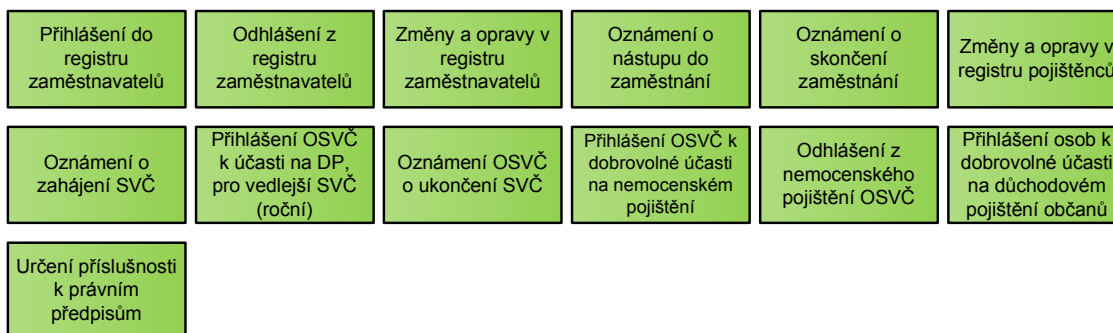 Přihlášení do
registru
zaměstnavatelů
Odhlášení z
registru
zaměstnavatelů
Změny a opravy v
registru
zaměstnavatelů
Oznámení o
nástupu do
zaměstnání
Oznámení o
skončení
zaměstnání
Změny a opravy v
registru pojištěnců
Oznámení o
zahájení SVČ
Přihlášení OSVČ
k účasti na DP,
pro vedlejší SVČ
(roční)
Oznámení OSVČ
o ukončení SVČ
Přihlášení OSVČ k
dobrovolné účasti
na nemocenském
pojištění
Odhlášení z
nemocenského
pojištění OSVČ
Přihlášení osob k
dobrovolné účasti
na důchodovém
pojištění občanů
Určení příslušnosti
k právním
předpisům